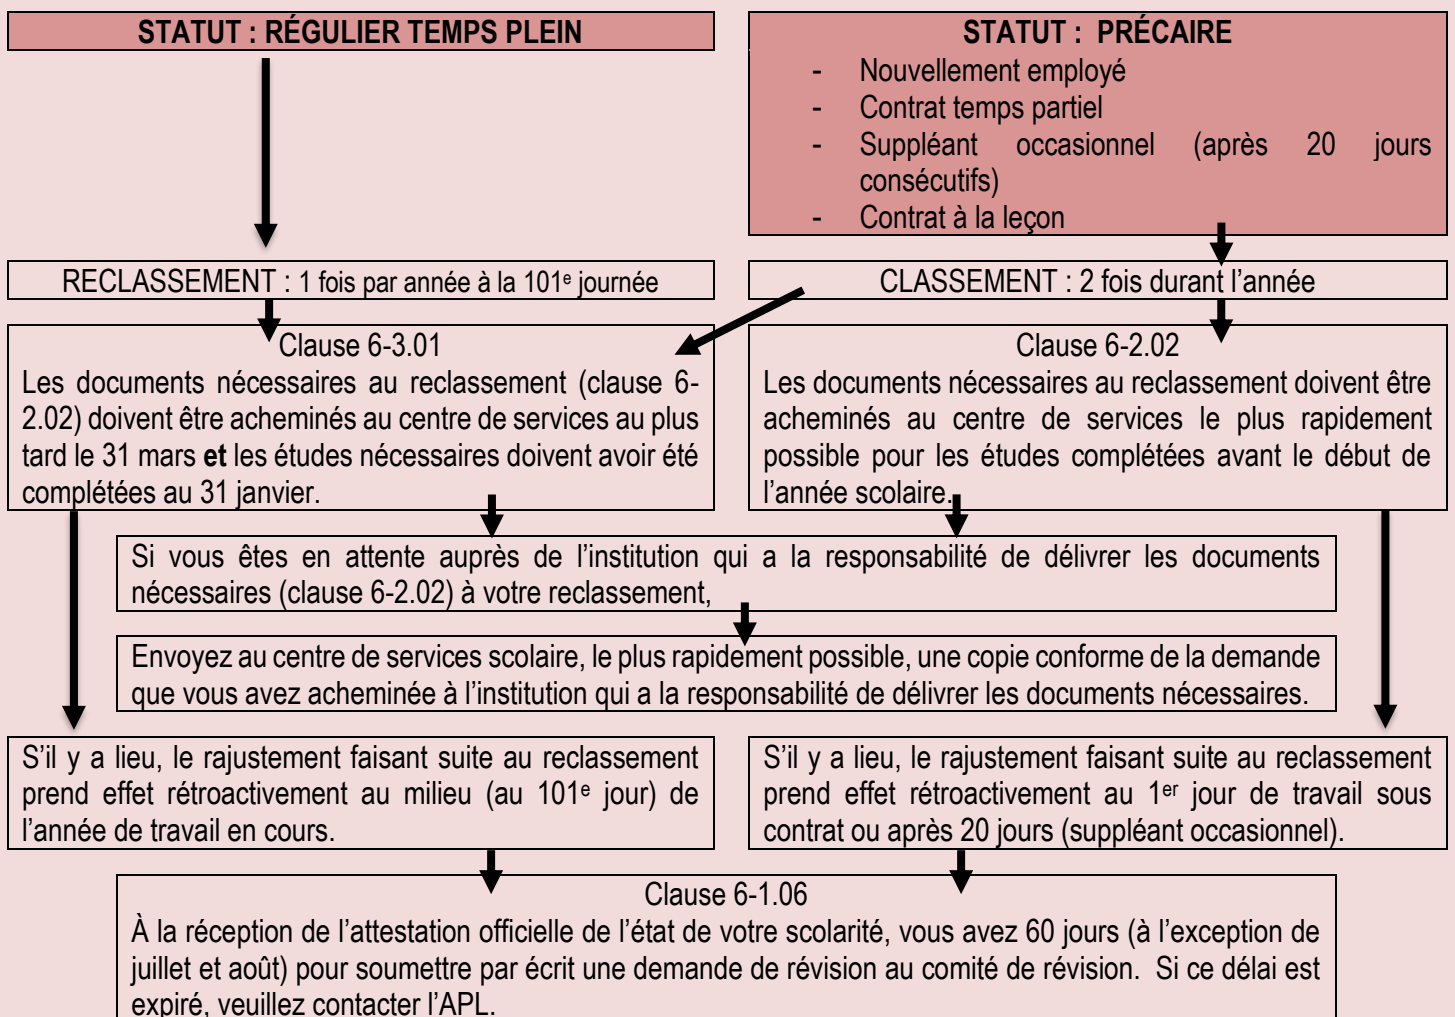 STATUT : RÉGULIER TEMPS PLEIN
STATUT : PRÉCAIRE
- Nouvellement employé
- Contrat temps partiel
- Suppléant occasionnel (après 20 jours
consécutifs)
- Contrat à la leçon
RECLASSEMENT : 1 fois par année à la 101e journée
CLASSEMENT : 2 fois durant l’année
Clause 6-3.01
Les documents nécessaires au reclassement (clause 6-
2.02) doivent être acheminés au centre de services au plus
tard le 31 mars et les études nécessaires doivent avoir été
complétées au 31 janvier.
Clause 6-2.02
Les documents nécessaires au reclassement doivent être
acheminés au centre de services le plus rapidement
possible pour les études complétées avant le début de
l’année scolaire.
Si vous êtes en attente auprès de l’institution qui a la responsabilité de délivrer les documents
nécessaires (clause 6-2.02) à votre reclassement,
Envoyez au centre de services scolaire, le plus rapidement possible, une copie conforme de la demande
que vous avez acheminée à l’institution qui a la responsabilité de délivrer les documents nécessaires.
S’il y a lieu, le rajustement faisant suite au reclassement
prend effet rétroactivement au milieu (au 101e jour) de
l’année de travail en cours.
S’il y a lieu, le rajustement faisant suite au reclassement
prend effet rétroactivement au 1er jour de travail sous
contrat ou après 20 jours (suppléant occasionnel).
Clause 6-1.06
À la réception de l’attestation officielle de l’état de votre scolarité, vous avez 60 jours (à l’exception de
juillet et août) pour soumettre par écrit une demande de révision au comité de révision. Si ce délai est
expiré, veuillez contacter l’APL.